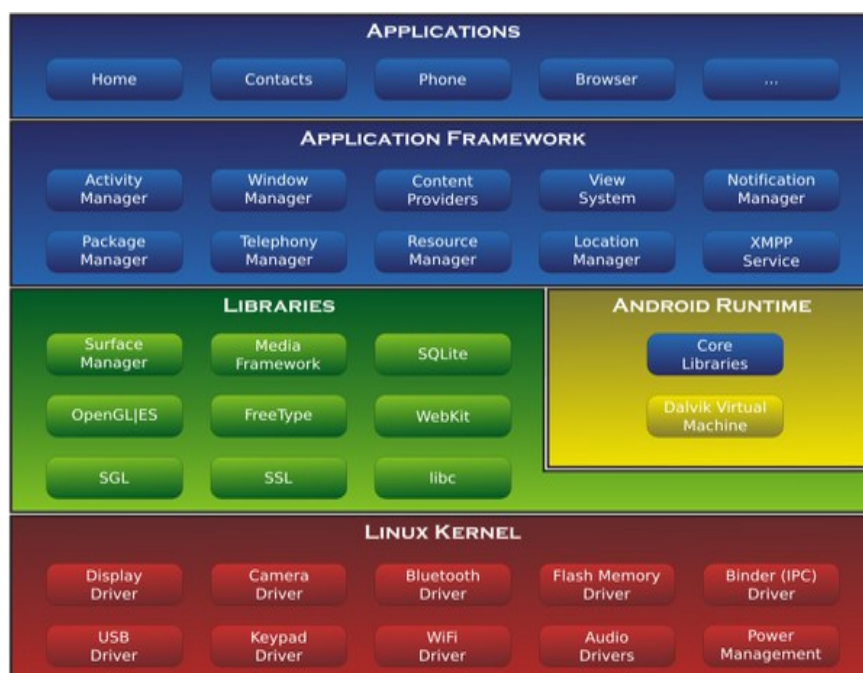 APPLICATIONS
Home Contacts Phone Browser ...
APPLICATION FRAMEWORK
Activity Manager
Window Manager
Content Providers
View System
Notification Manager
Package Manager
Telephony Manager
Resource Manager
Location Manager
XMPP Service
LIBRARIES
Surface Manager
Media Framework
SQLite
OpenGL|ES
FreeType
WebKit
SGL
SSL
libc
ANDROID RUNTIME
Core Libraries
Dalvik Virtual Machine
LINUX KERNEL
Display Driver
Camera Driver
Bluetooth Driver
Flash Memory Driver
Binder (IPC) Driver
USB Driver
Keypad Driver
WiFi Driver
Audio Drivers
Power Management